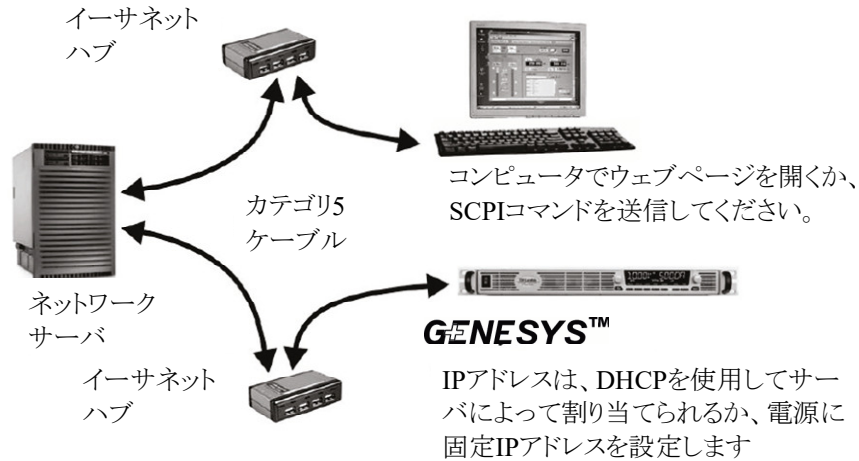 イーサネット
ハブ
コンピュータでウェブページを開くか、
SCPIコマンドを送信してください。
カテゴリ5
ケーブル
ネットワーク
サーバ
GENESYS™
イーサネット
ハブ
IPアドレスは、DHCPを使用してサー
バによって割り当てられるか、電源に
固定IPアドレスを設定します